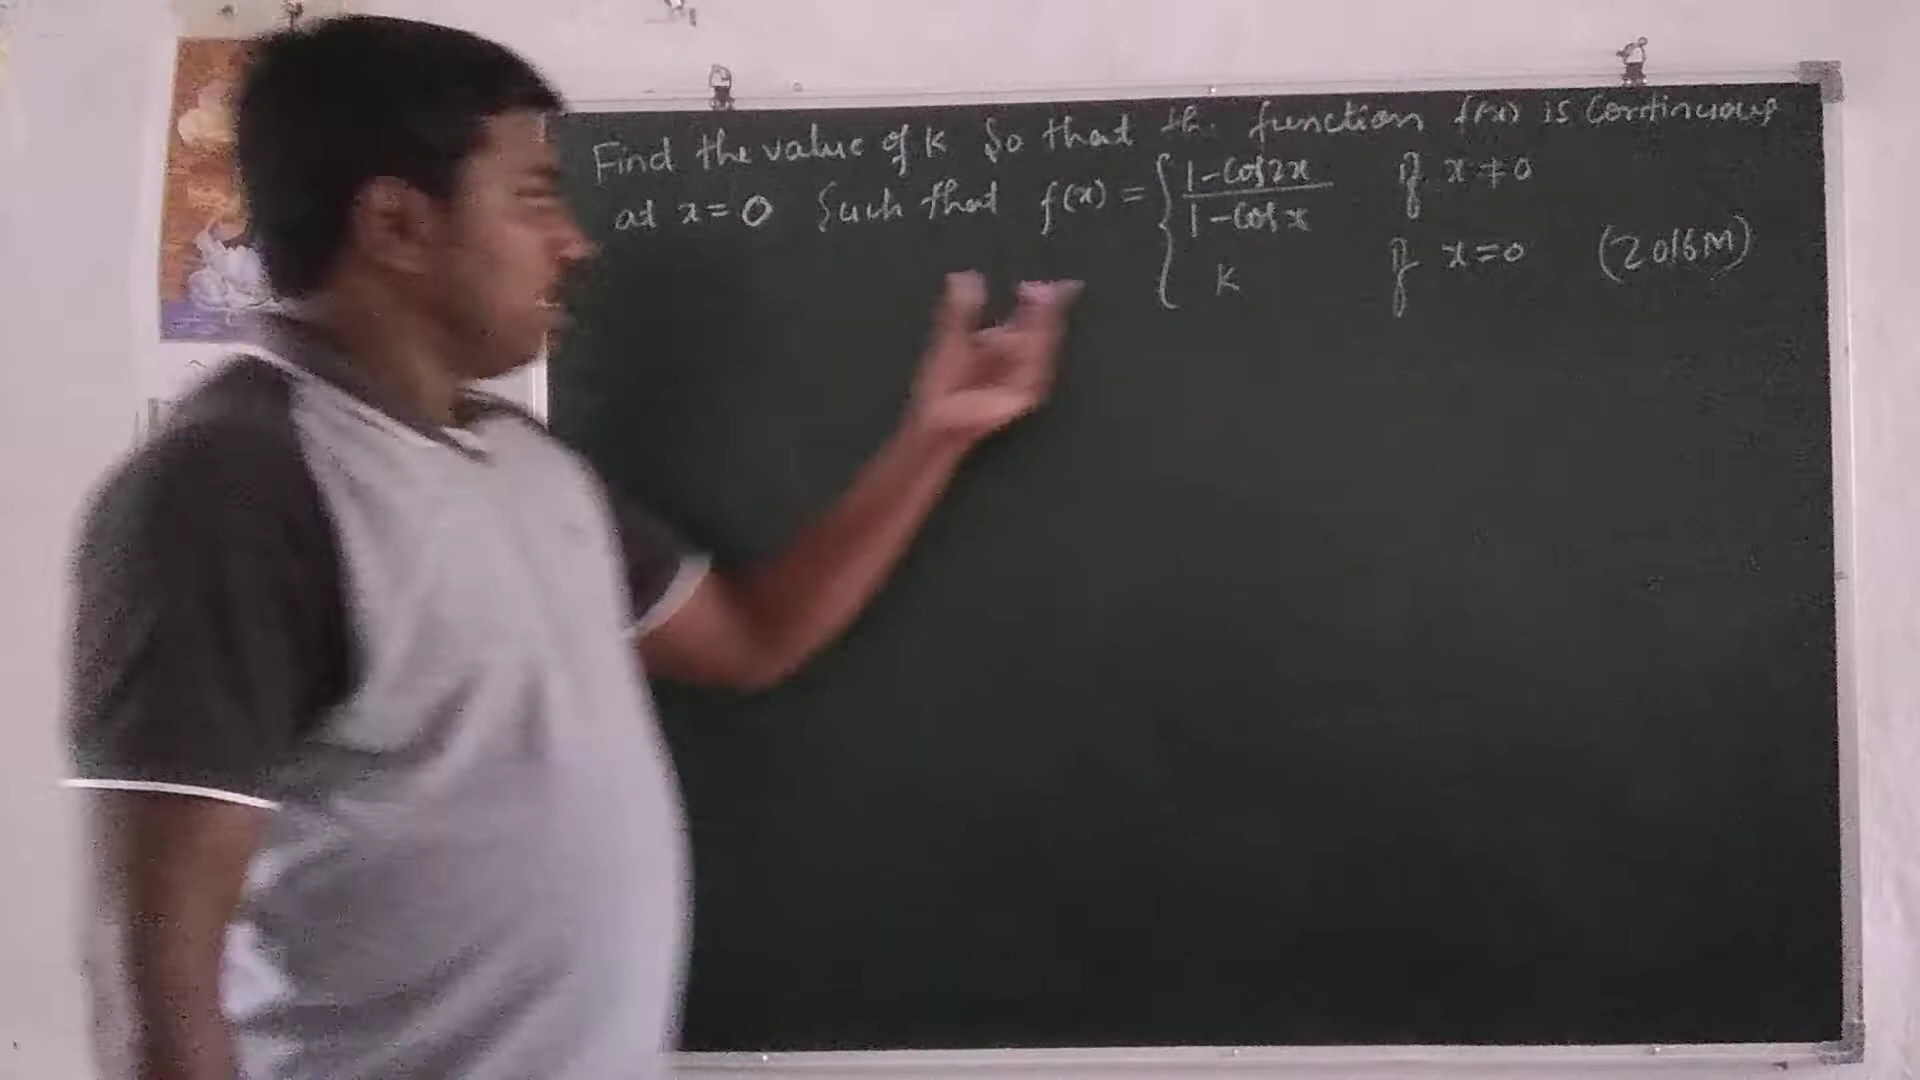 Find the value of k So that the function f(x) is Continuous
at x=0 Such that f(x) = { 1-Cos2x / 1-Cosx if x≠0
k if x=0 (2016M)